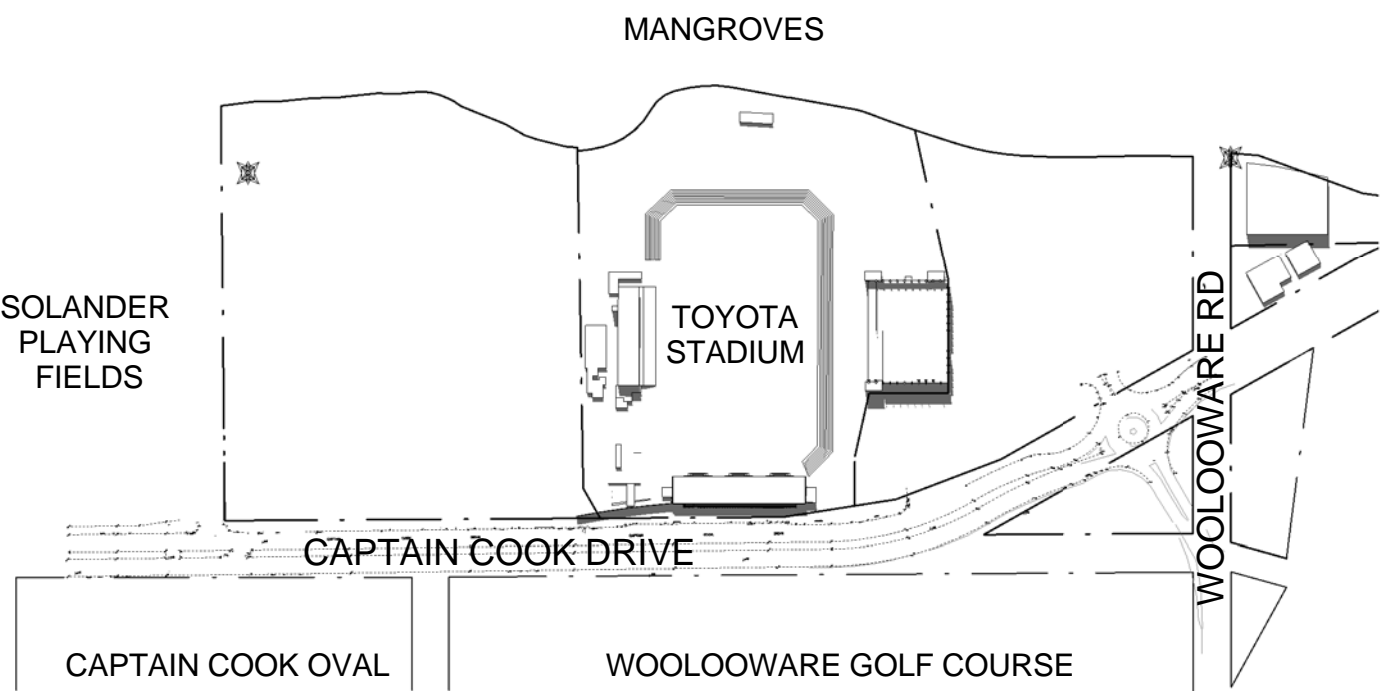 MANGROVES
SOLANDER
PLAYING
FIELDS
TOYOTA
STADIUM
WOOLOOWARE RD
CAPTAIN COOK DRIVE
CAPTAIN COOK OVAL
WOOLOOWARE GOLF COURSE